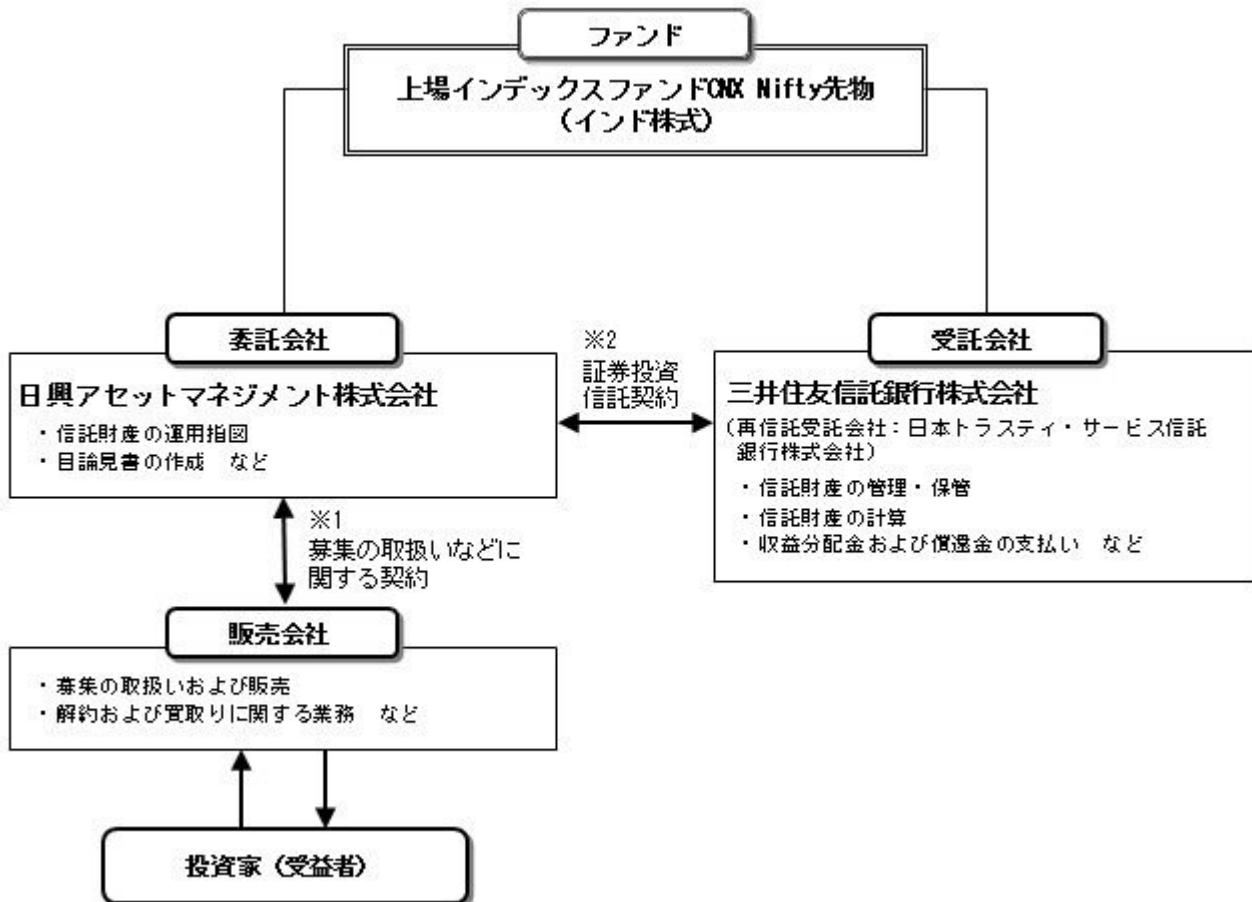 ファンド
上場インデックスファンドCNX Nifty先物
（インド株式）
委託会社
日興アセットマネジメント株式会社
・信託財産の運用指図
・目論見書の作成　など
※2
証券投資
信託契約
受託会社
三井住友信託銀行株式会社
（再信託受託会社：日本トラスティ・サービス信託
銀行株式会社）
・信託財産の管理・保管
・信託財産の計算
・収益分配金および償還金の支払い　など
※1
募集の取扱いなどに
関する契約
販売会社
・募集の取扱いおよび販売
・解約および買取りに関する業務　など
投資家（受益者）